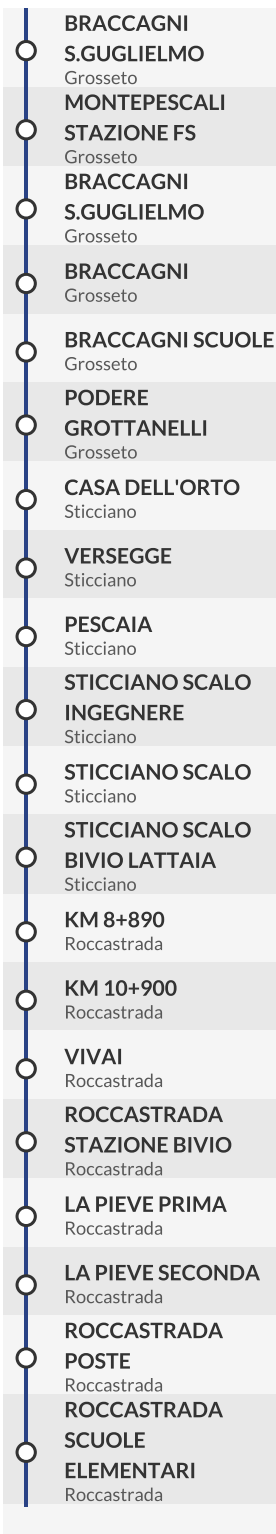 BRACCAGNI
S.GUGLIELMO
Grosseto
MONTEPESCALI
STAZIONE FS
Grosseto
BRACCAGNI
S.GUGLIELMO
Grosseto
BRACCAGNI
Grosseto
BRACCAGNI SCUOLE
Grosseto
PODERE
GROTTANELLI
Grosseto
CASA DELL'ORTO
Sticciano
VERSEGGE
Sticciano
PESCAIA
Sticciano
STICCIANO SCALO
INGEGNERE
Sticciano
STICCIANO SCALO
Sticciano
STICCIANO SCALO
BIVIO LATTAIA
Sticciano
KM 8+890
Roccastrada
KM 10+900
Roccastrada
VIVAI
Roccastrada
ROCCASTRADA
STAZIONE BIVIO
Roccastrada
LA PIEVE PRIMA
Roccastrada
LA PIEVE SECONDA
Roccastrada
ROCCASTRADA
POSTE
Roccastrada
ROCCASTRADA
SCUOLE
ELEMENTARI
Roccastrada